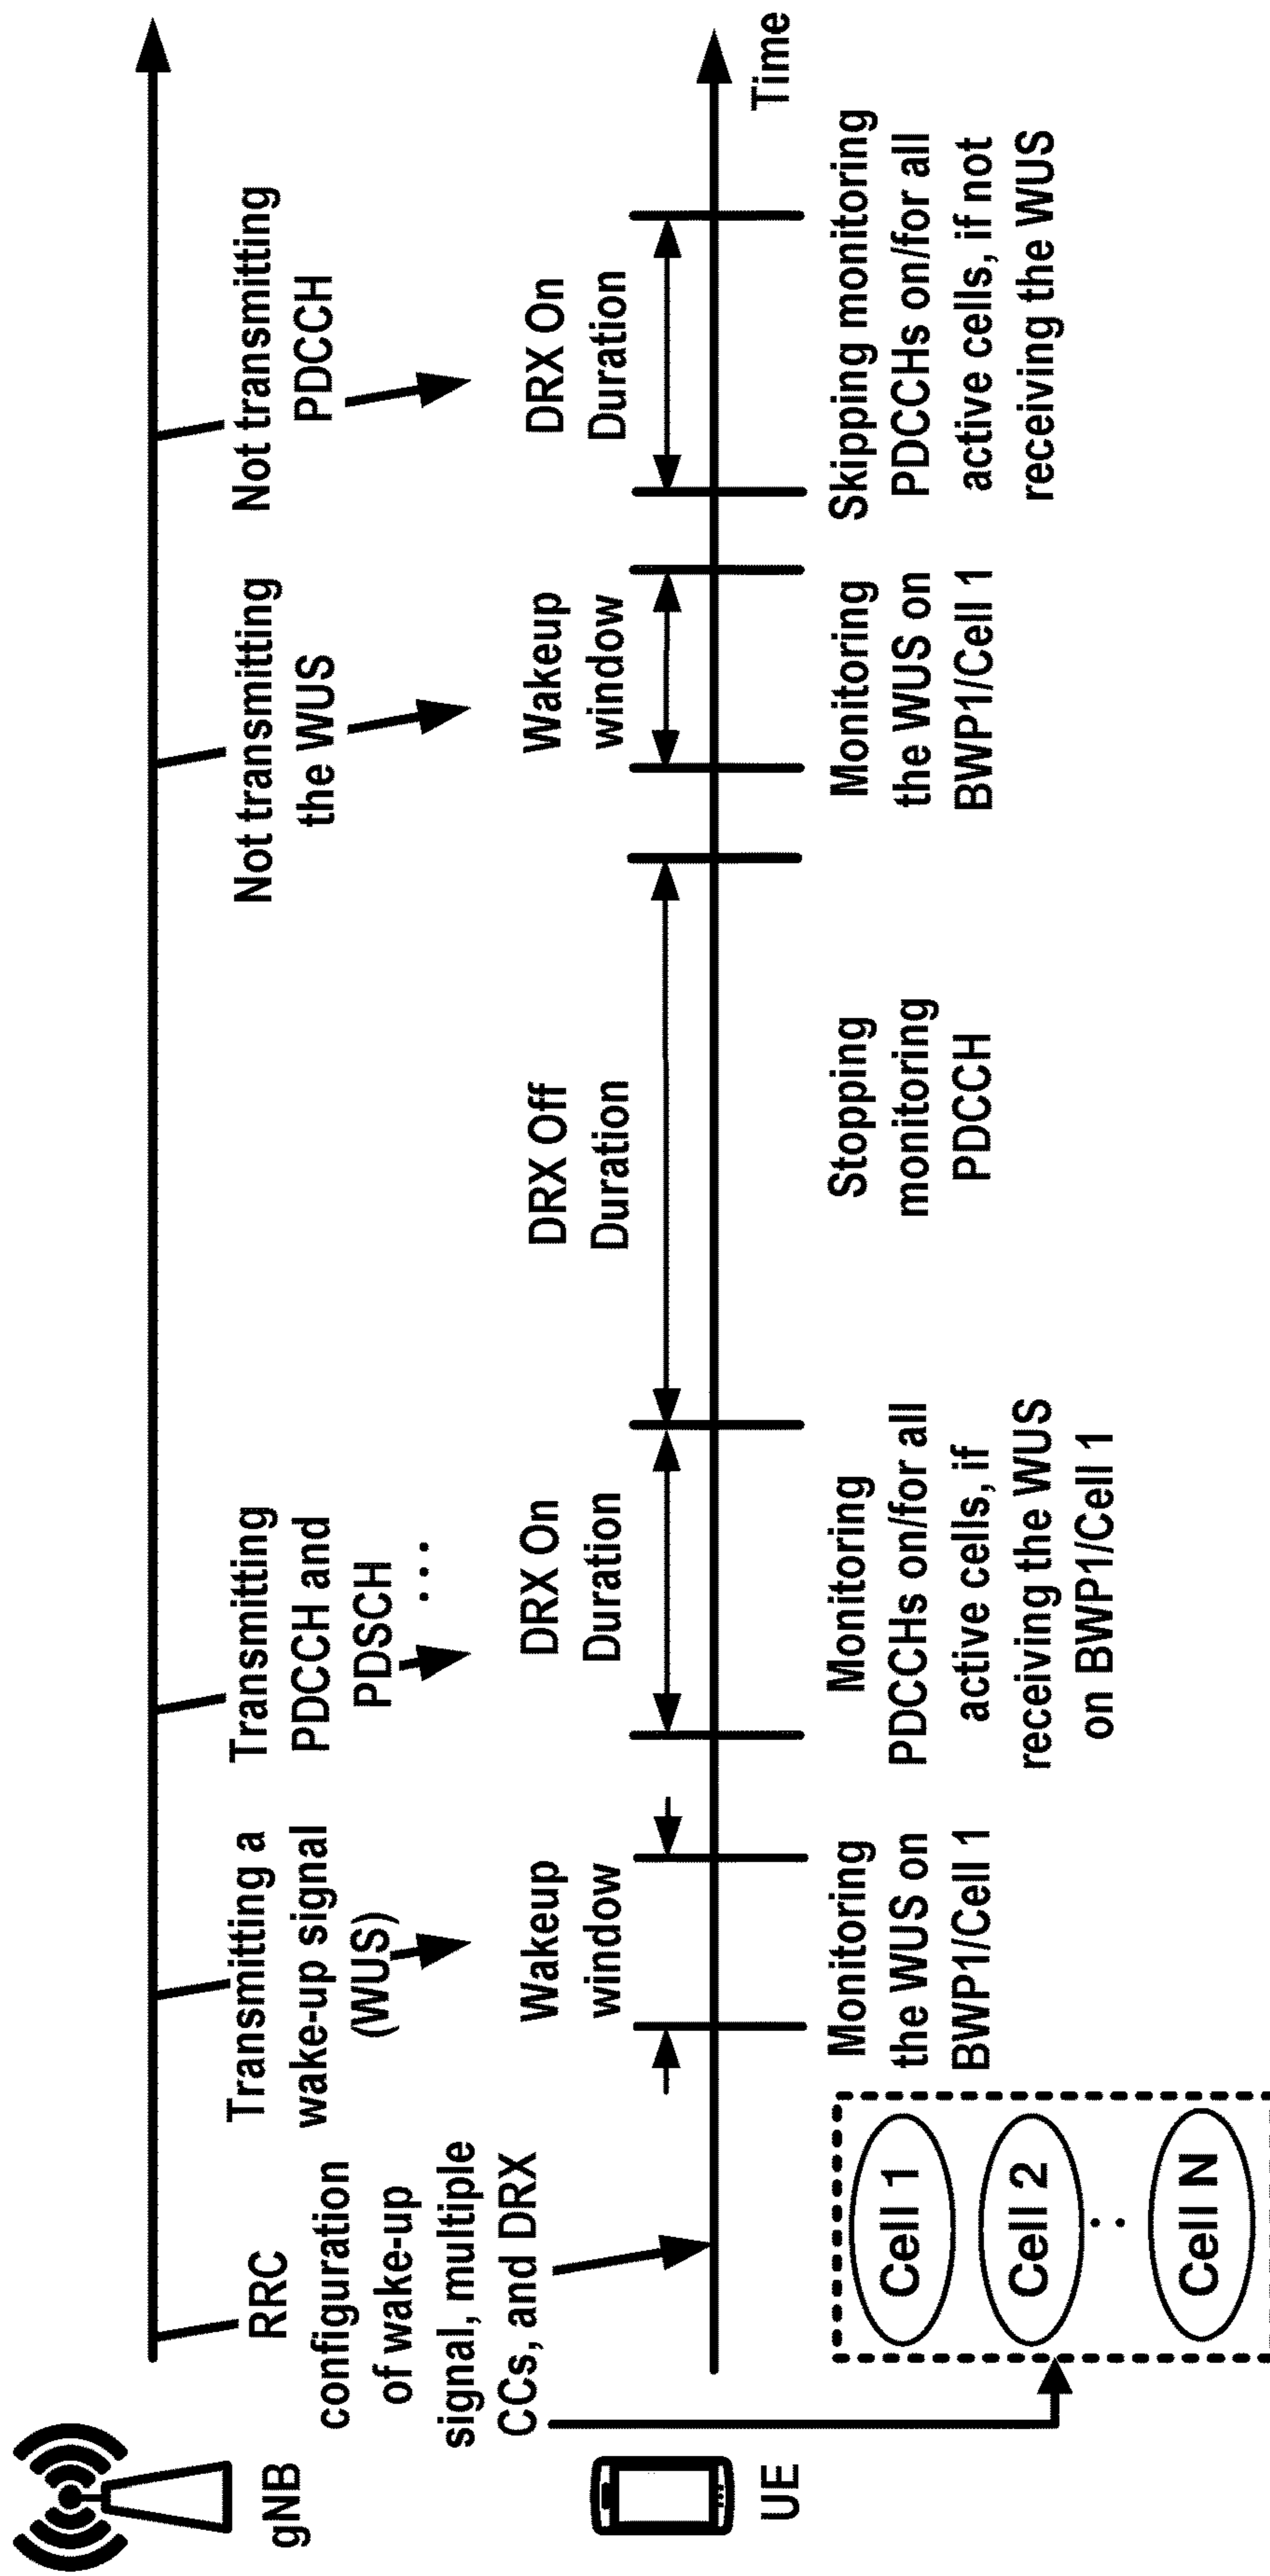 gNB
RRC
configuration
of wake-up
signal, multiple
CCs, and DRX
Transmitting a
wake-up signal
(WUS)
Transmitting
PDCCH and
PDSCH
...
Not transmitting
the WUS
Not transmitting
PDCCH
UE
Wakeup
window
DRX On
Duration
DRX Off
Duration
Wakeup
window
DRX On
Duration
Time
Cell 1
Cell 2
..
Cell N
Monitoring
the WUS on
BWP1/Cell 1
Monitoring
PDCCHs on/for all
active cells, if
receiving the WUS
on BWP1/Cell 1
Stopping
monitoring
PDCCH
Monitoring
the WUS on
BWP1/Cell 1
Skipping monitoring
PDCCHs on/for all
active cells, if not
receiving the WUS